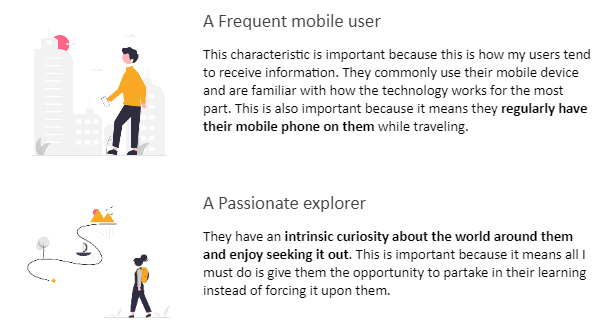 A Frequent mobile user
This characteristic is important because this is how my users tend
to receive information. They commonly use their mobile device
and are familiar with how the technology works for the most
part. This is also important because it means they regularly have
their mobile phone on them while traveling.
A Passionate explorer
They have an intrinsic curiosity about the world around them
and enjoy seeking it out. This is important because it means all I
must do is give them the opportunity to partake in their learning
instead of forcing it upon them.